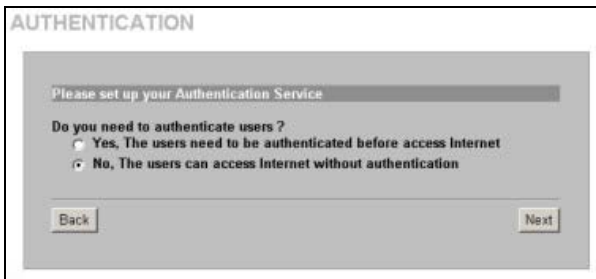 AUTHENTICATION
Please set up your Authentication Service
Do you need to authenticate users ?
Yes, The users need to be authenticated before access Internet
No, The users can access Internet without authentication
Back
Next